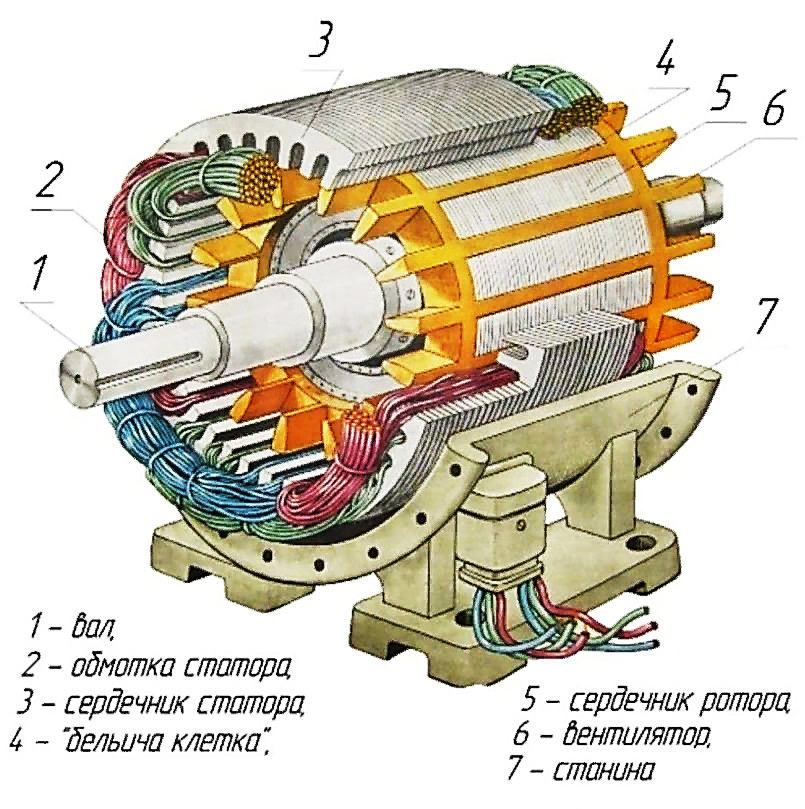 3
4
5
6
2
1
7
1 – вал,
2 – обмотка статора,
3 – сердечник статора,
4 – "бельича клетка",
5 – сердечник ротора,
6 – вентилятор,
7 – станина